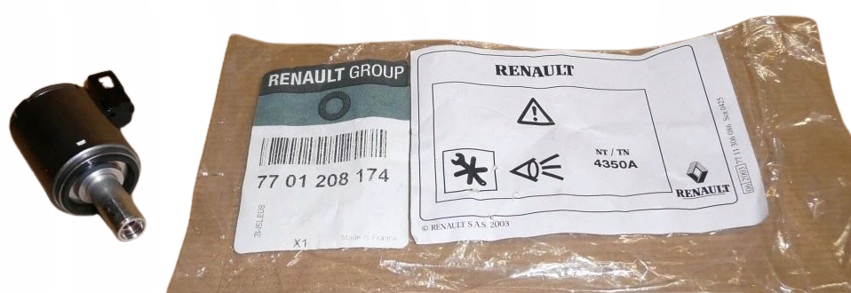 RENAULT GROUP
77 01 208 174
X1
Made in France
RENAULT
NT / TN
4350A
RENAULT
© RENAULT S.A.S. 2003